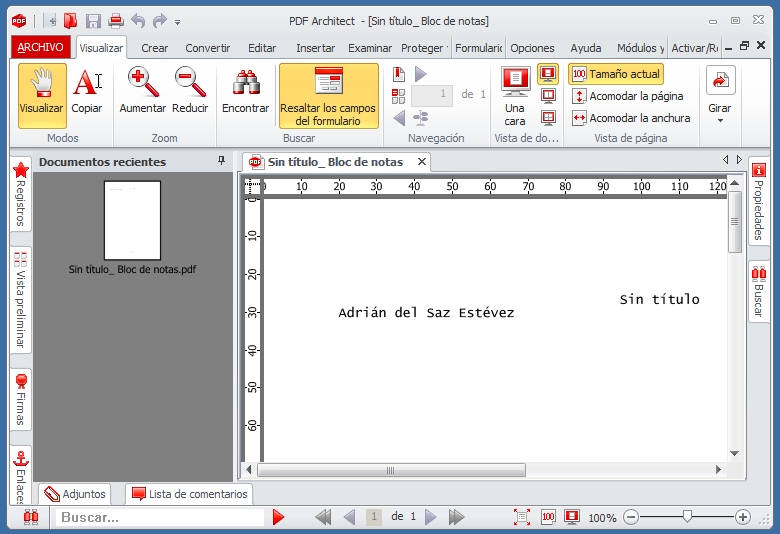 PDF Architect - [Sin título_ Bloc de notas]
ARCHIVO Visualizar Crear Convertir Editar Insertar Examinar Proteger Formulario Opciones Ayuda Módulos y Activar/R
Visualizar Copiar
Modos
Aumentar Reducir
Zoom
Encontrar
Resaltar los campos
del formulario
Buscar
1 de 1
Navegación
Una
cara
Vista de do...
100 Tamaño actual
Acomodar la página
Acomodar la anchura
Vista de página
Girar
Registros
Vista preliminar
Firmas
Enlaces
Documentos recientes
Sin título_ Bloc de notas.pdf
PDF Sin título_ Bloc de notas
0 10 20 30 40 50 60 70 80 90 100 110 120
0
10
20
30
40
50
60
Sin título
Adrián del Saz Estévez
Propiedades
Buscar
Adjuntos Lista de comentarios
Buscar... 1 de 1 100 100%